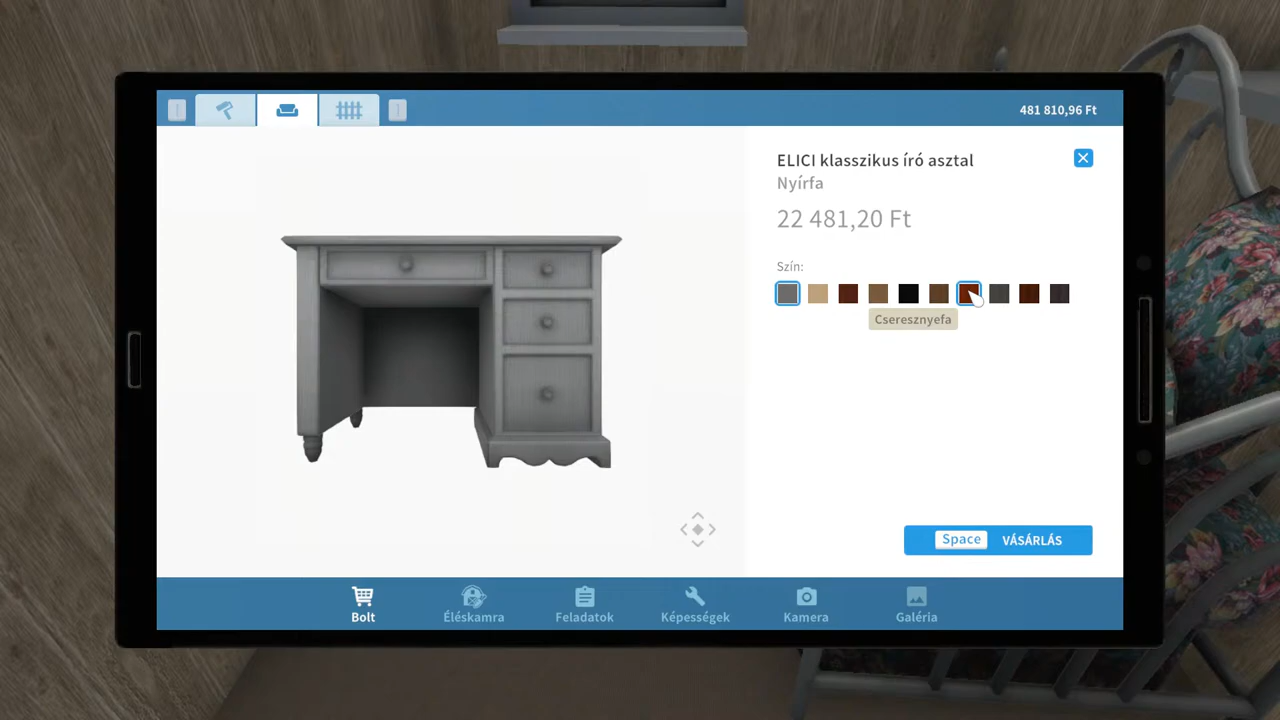 481 810,96 Ft
ELICI klasszikus író asztal
Nyírfa
22 481,20 Ft
Szín:
Cseresznyefa
Space VÁSÁRLÁS
Bolt Éléskamra Feladatok Képességek Kamera Galéria